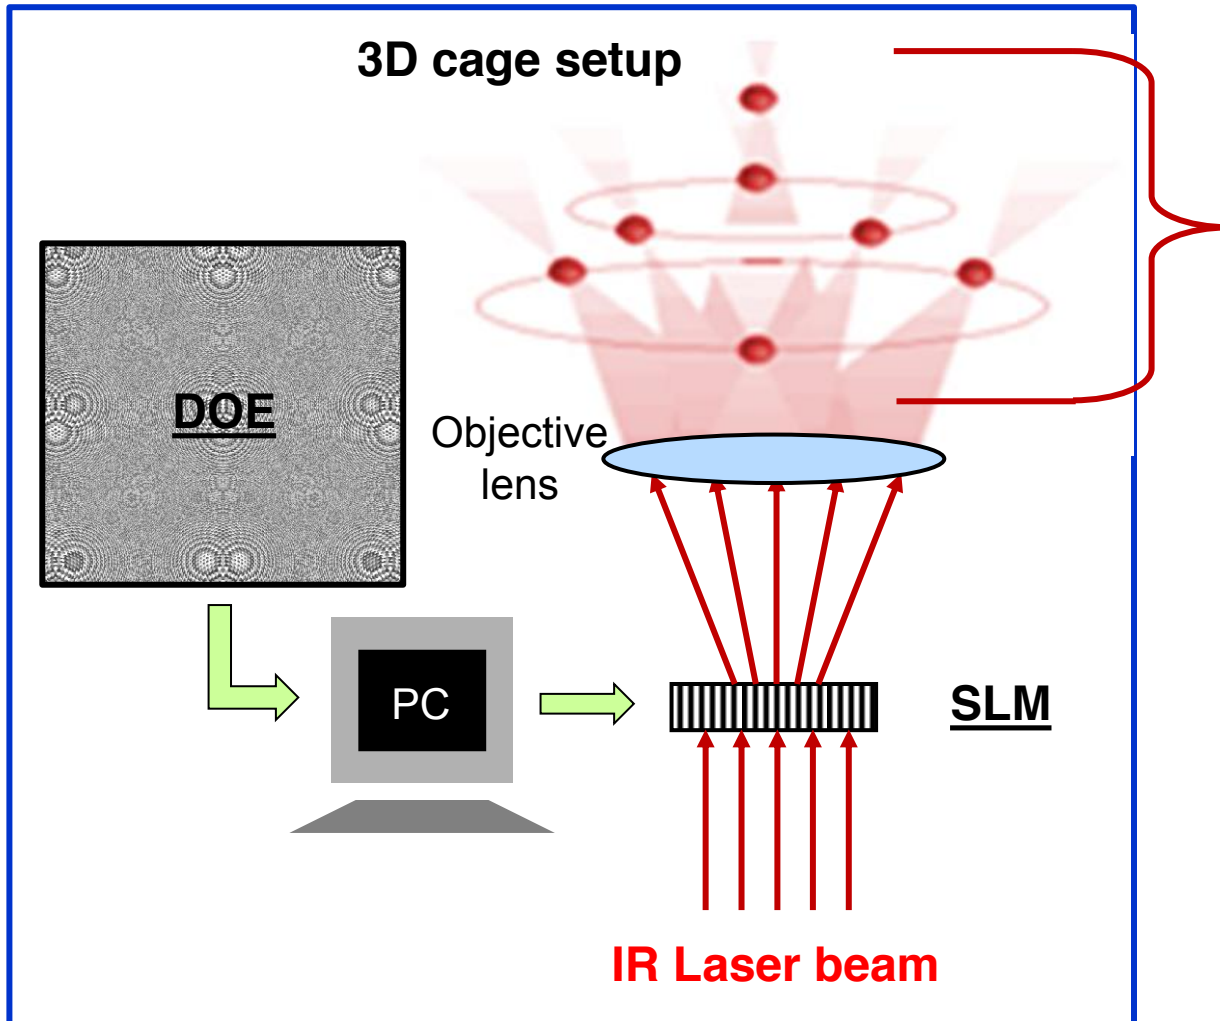 3D cage setup
DOE
Objective
lens
PC
SLM
IR Laser beam